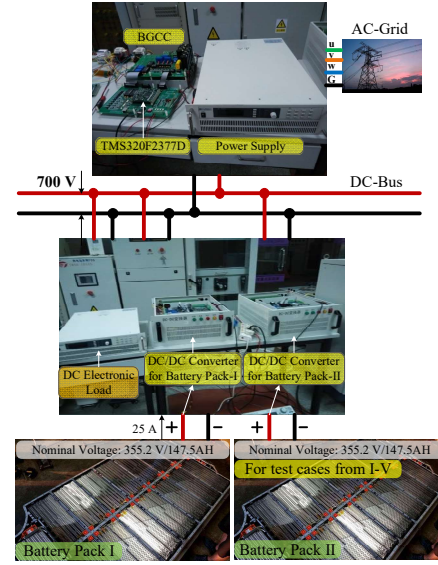 BGCC
AC-Grid
u
v
w
G
TMS320F2377D
Power Supply
700 V
DC-Bus
DC Electronic
Load
DC/DC Converter
for Battery Pack-I
DC/DC Converter
for Battery Pack-II
25 A
+
−
+
−
Nominal Voltage: 355.2 V/147.5AH
Nominal Voltage: 355.2 V/147.5AH
For test cases from I-V
Battery Pack I
Battery Pack II